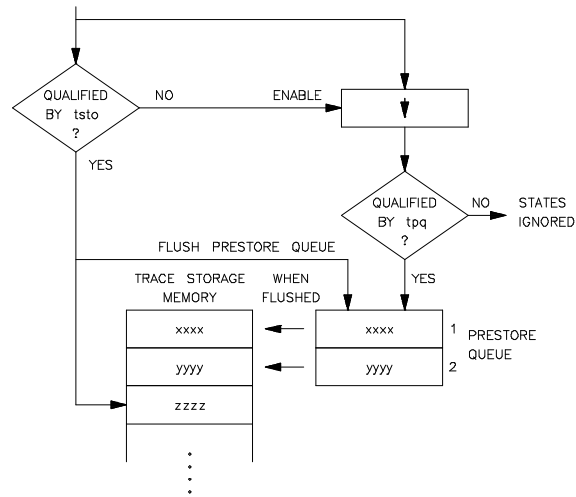 QUALIFIED
BY tsto
?
NO
ENABLE
YES
QUALIFIED
BY tpq
?
NO
STATES
IGNORED
YES
FLUSH PRESTORE QUEUE
TRACE STORAGE
MEMORY
WHEN
FLUSHED
xxxx
xxxx
1
yyyy
yyyy
2
PRESTORE
QUEUE
zzzz